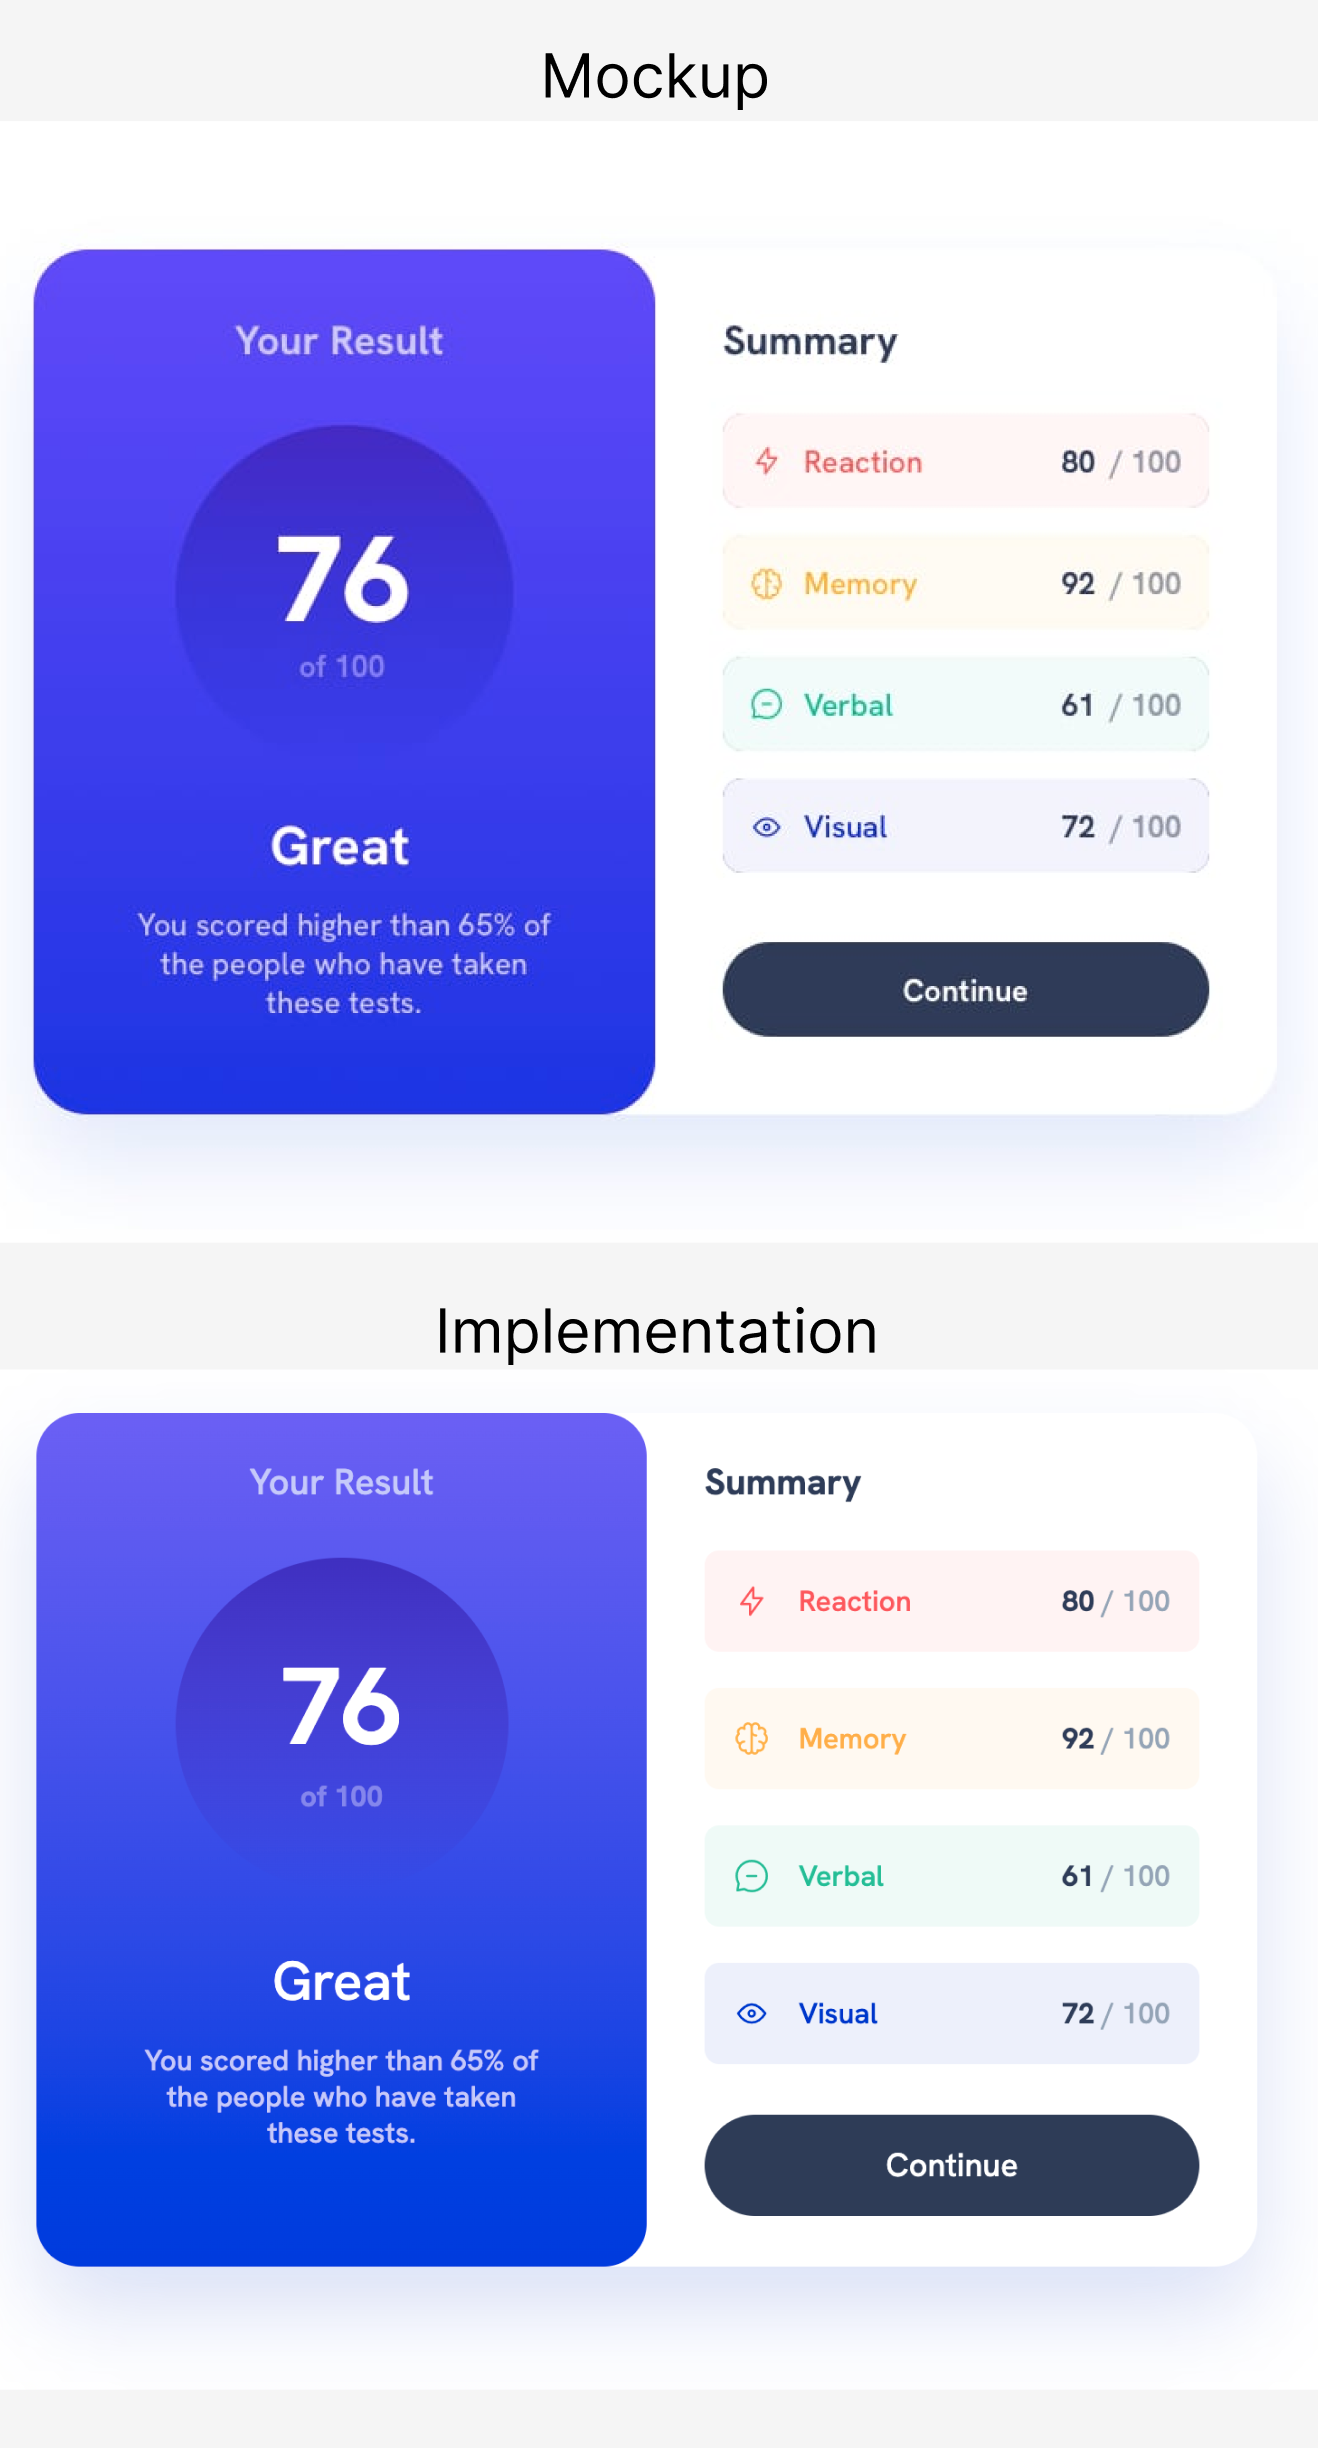 Mockup
Your Result
76
of 100
Great
You scored higher than 65% of
the people who have taken
these tests.
Summary
Reaction 80 / 100
Memory 92 / 100
Verbal 61 / 100
Visual 72 / 100
Continue
Implementation
Your Result
76
of 100
Great
You scored higher than 65% of
the people who have taken
these tests.
Summary
Reaction 80 / 100
Memory 92 / 100
Verbal 61 / 100
Visual 72 / 100
Continue